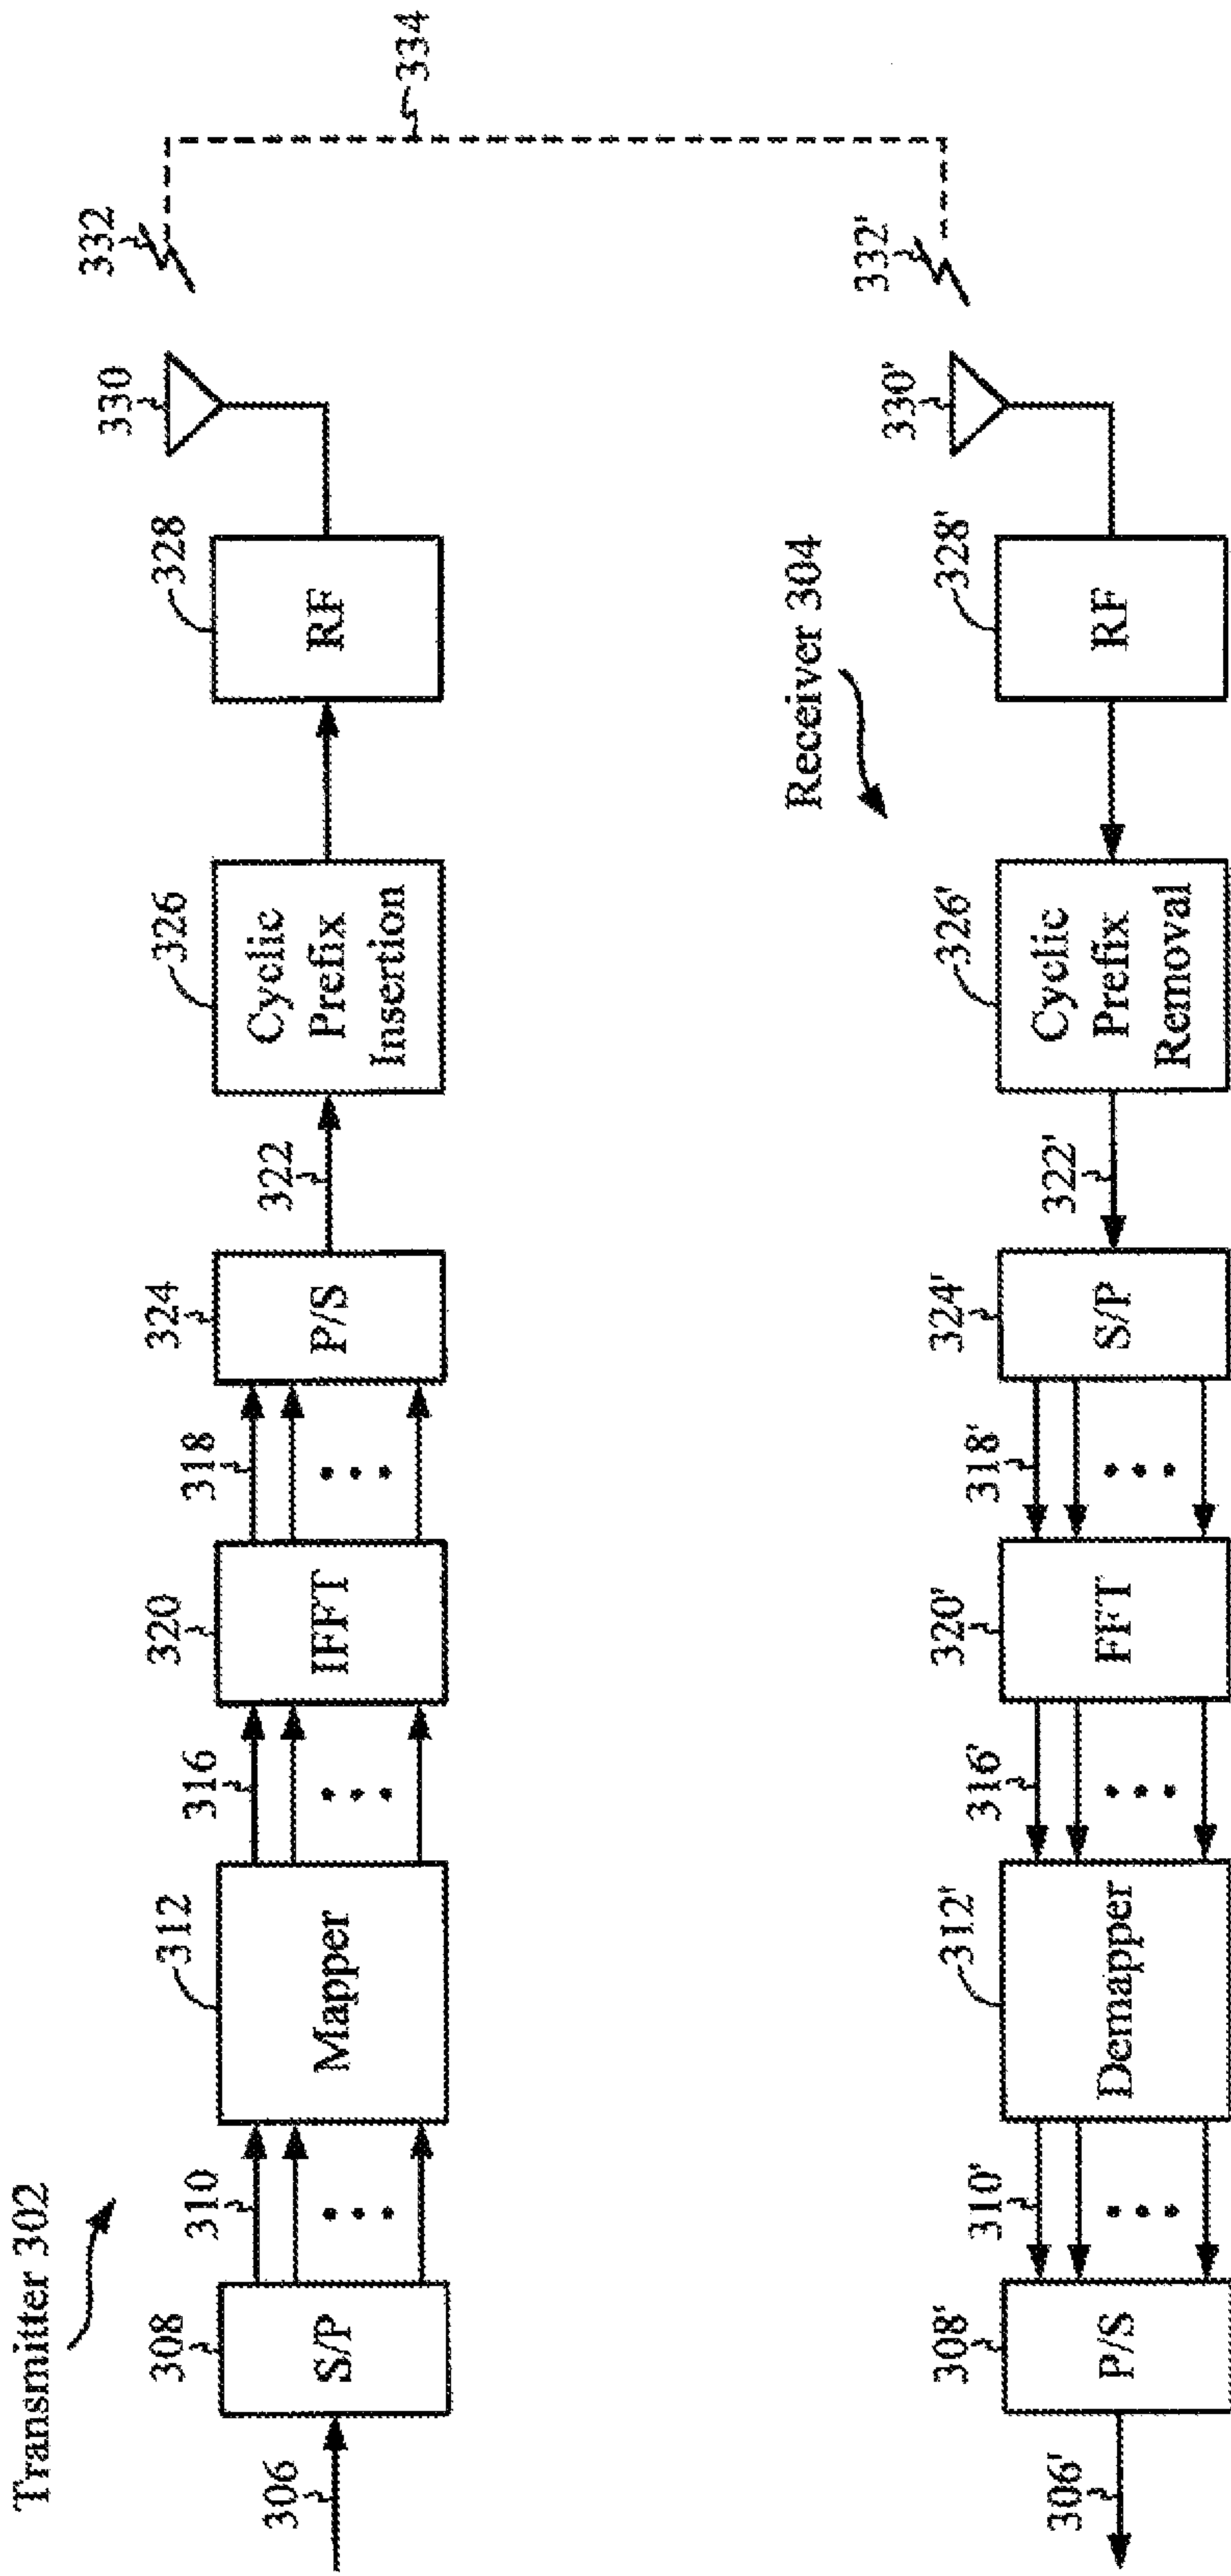 Transmitter 302
306
308
S/P
310
312
Mapper
316
320
IFFT
318
324
P/S
322
326
Cyclic
Prefix
Insertion
328
RF
330
332
334
Receiver 304
306'
308'
P/S
310'
312'
Demapper
316'
320'
FFT
318'
324'
S/P
322'
326'
Cyclic
Prefix
Removal
328'
RF
330'
332'